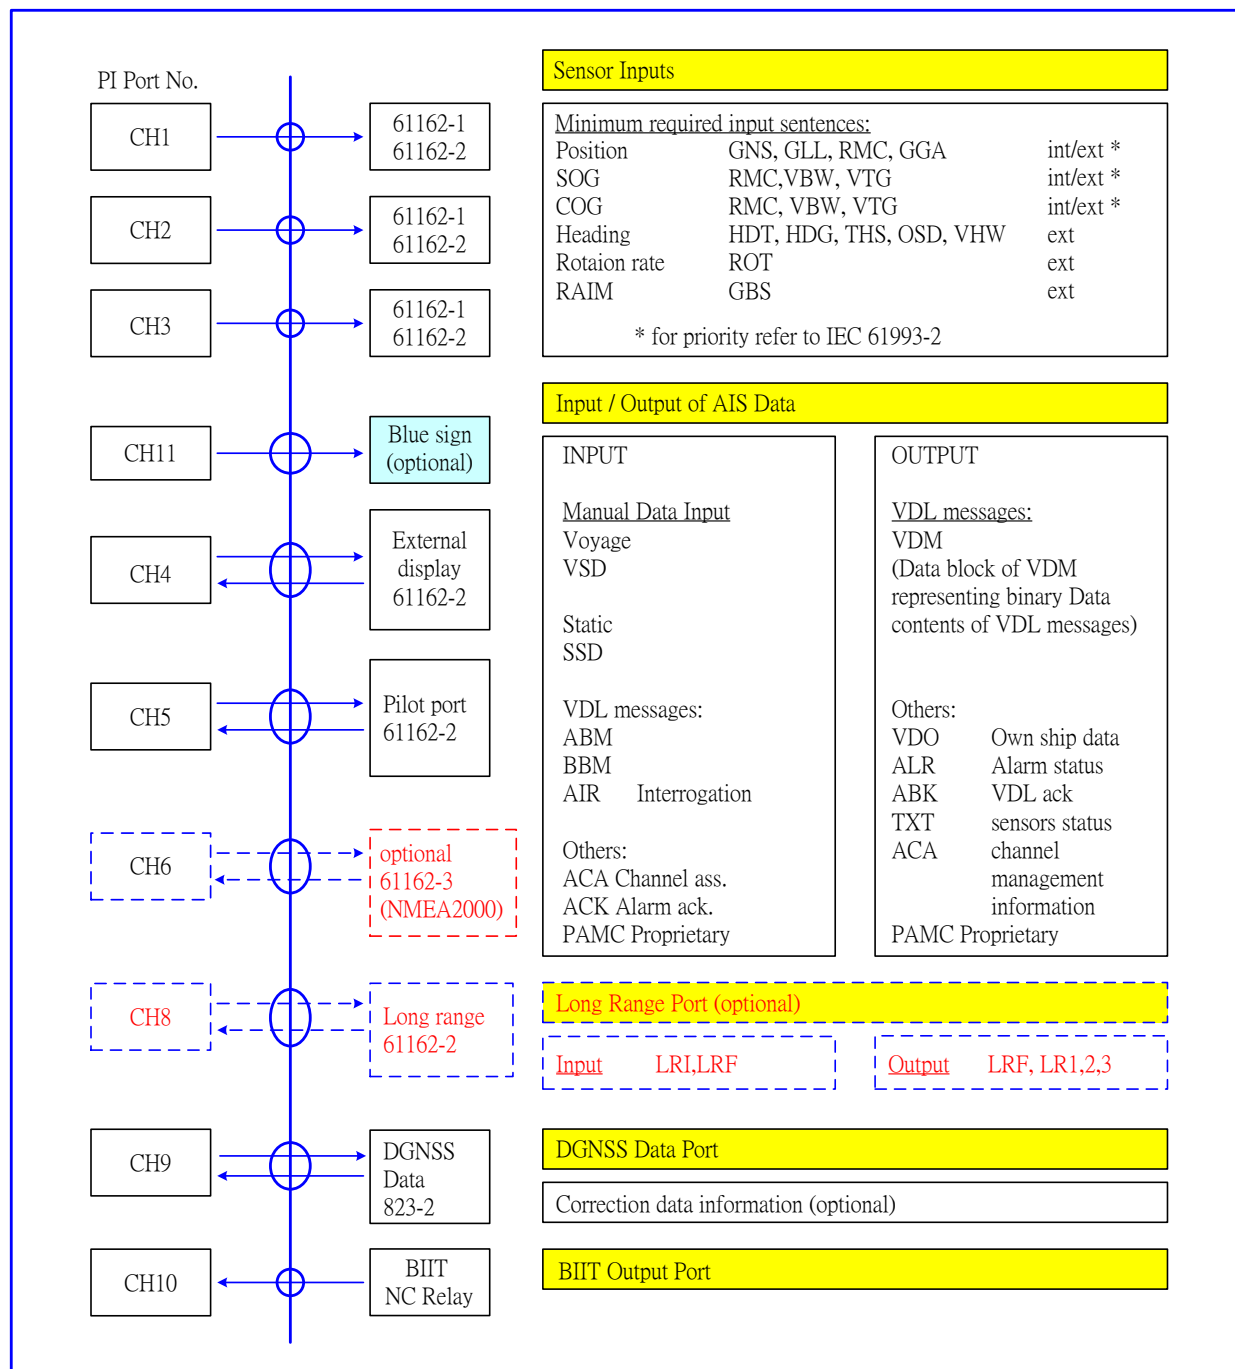 PI Port No.
CH1
61162-1
61162-2
CH2
61162-1
61162-2
CH3
61162-1
61162-2
CH11
Blue sign
(optional)
CH4
External
display
61162-2
CH5
Pilot port
61162-2
CH6
optional
61162-3
(NMEA2000)
CH8
Long range
61162-2
CH9
DGNSS
Data
823-2
CH10
BIIT
NC Relay
Sensor Inputs
Minimum required input sentences:
Position GNS, GLL, RMC, GGA int/ext *
SOG RMC,VBW, VTG int/ext *
COG RMC, VBW, VTG int/ext *
Heading HDT, HDG, THS, OSD, VHW ext
Rotaion rate ROT ext
RAIM GBS ext
* for priority refer to IEC 61993-2
Input / Output of AIS Data
INPUT
Manual Data Input
Voyage
VSD
Static
SSD
VDL messages:
ABM
BBM
AIR Interrogation
Others:
ACA Channel ass.
ACK Alarm ack.
PAMC Proprietary
OUTPUT
VDL messages:
VDM
(Data block of VDM
representing binary Data
contents of VDL messages)
Others:
VDO Own ship data
ALR Alarm status
ABK VDL ack
TXT sensors status
ACA channel
management
information
PAMC Proprietary
Long Range Port (optional)
Input LRI,LRF
Output LRF, LR1,2,3
DGNSS Data Port
Correction data information (optional)
BIIT Output Port